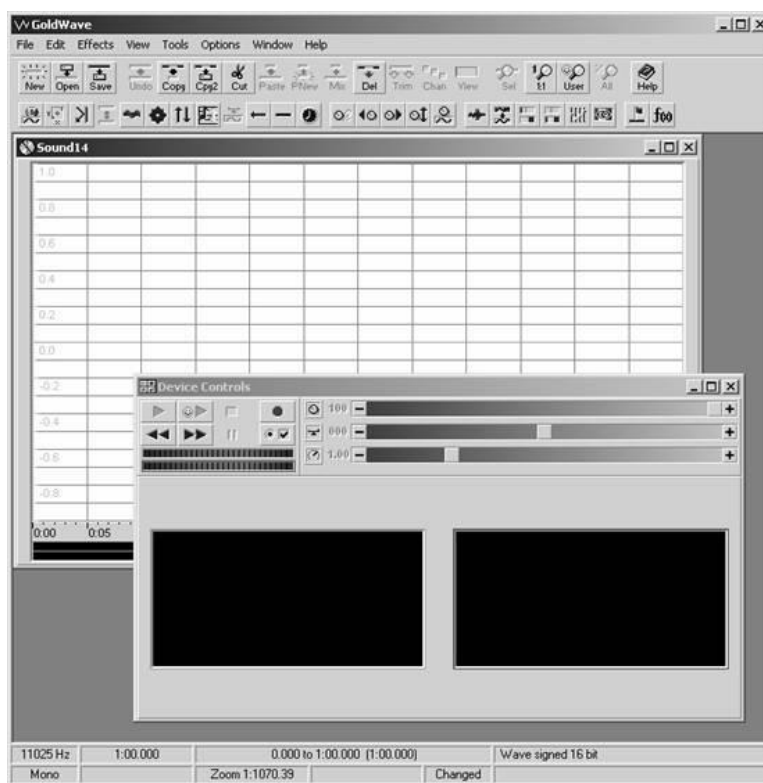 GoldWave
File Edit Effects View Tools Options Window Help
New Open Save Undo Copy Cpy2 Cut Paste PNew Mix Del Trim Chan View Sel 1:1 User All Help
f(x)
Sound14
1.0
0.8
0.6
0.4
0.2
0.0
-0.2
-0.4
-0.6
-0.8
0:00 0:05
Device Controls
100
000
1.00
11025 Hz 1:00.000 0.000 to 1:00.000 (1:00.000) Wave signed 16 bit
Mono Zoom 1:1070.39 Changed